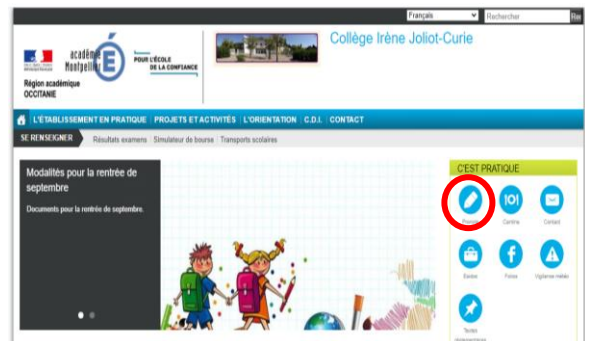 Français
Rechercher
Collège Irène Joliot-Curie
académie
Montpellier
POUR L'ÉCOLE
DE LA CONFIANCE
Région académique
OCCITANIE
L'ÉTABLISSEMENT EN PRATIQUE PROJETS ET ACTIVITÉS L'ORIENTATION C.D.I. CONTACT
SE RENSEIGNER Résultats examens Simulateur de bourse Transports scolaires
Modalités pour la rentrée de
septembre
Documents pour la rentrée de septembre.
C'EST PRATIQUE
Pronote Cantine Contact
Vigilance météo
Textes